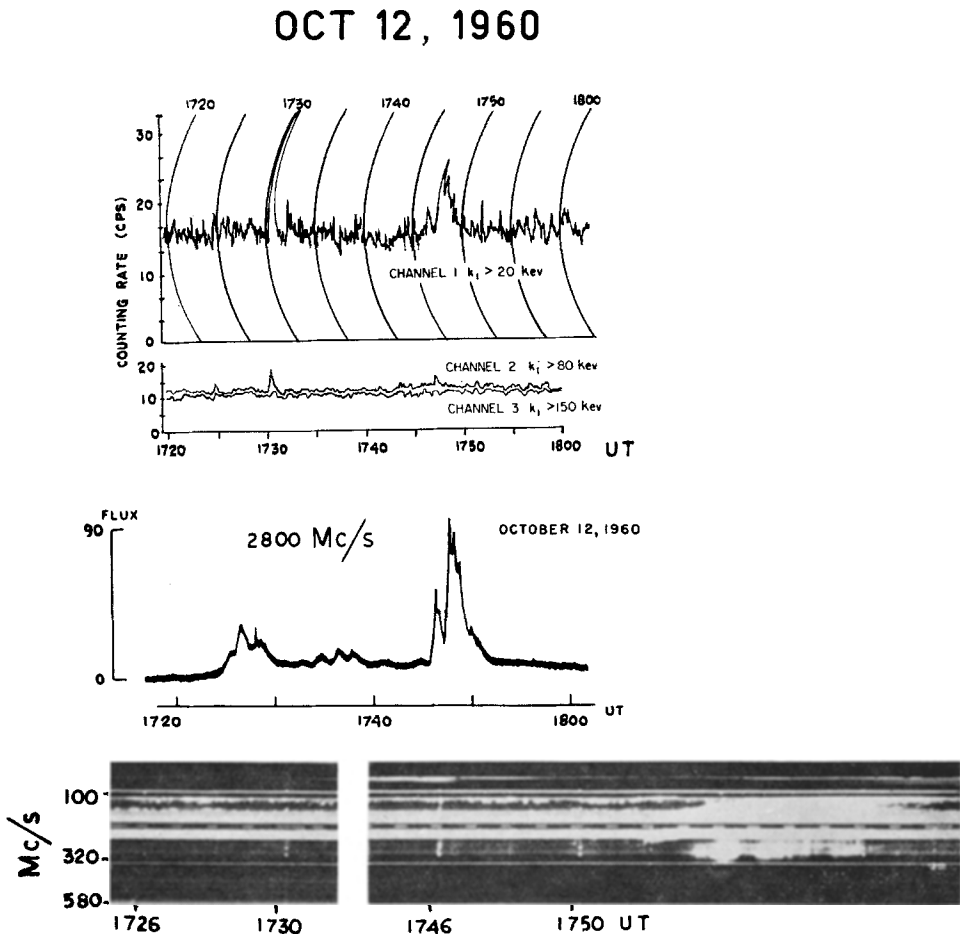 OCT 12, 1960
1720 1730 1740 1750 1800
30
20
10
0
COUNTING RATE (CPS)
CHANNEL 1 k₁ > 20 kev
20
10
0
CHANNEL 2 k₁ > 80 kev
CHANNEL 3 k₁ >150 kev
1720 1730 1740 1750 1800 UT
FLUX
90
0
2800 Mc/s
OCTOBER 12, 1960
1720 1740 1800 UT
Mc/s
100
320
580
1726 1730 1746 1750 UT